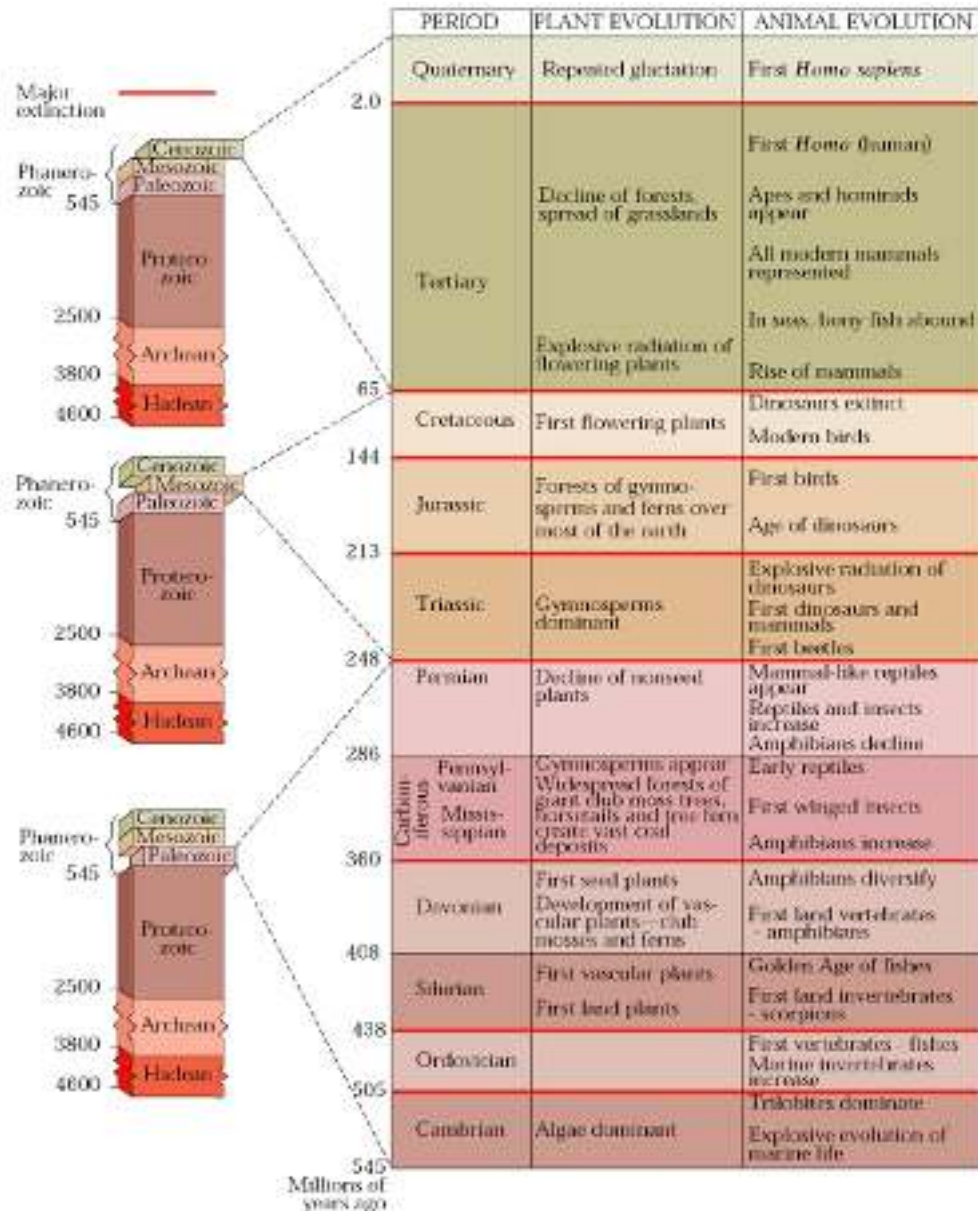 PERIOD PLANT EVOLUTION ANIMAL EVOLUTION
Major
extinction
Quaternary Repeated glactation First Homo sapiens
2.0
Tertiary
Decline of forests,
spread of grasslands
Explosive radiation of
flowering plants
First Homo (human)
Apes and hominids
appear
All modern mammals
represented
In seas, bony fish abound
Rise of mammals
65
Cretaceous First flowering plants
Dinosaurs extinct
Modern birds
144
Jurassic
Forests of gymno-
sperms and ferns over
most of the earth
First birds
Age of dinosaurs
213
Triassic
Gymnosperms
dominant
Explosive radiation of
dinosaurs
First dinosaurs and
mammals
First beetles
248
Permian
Decline of nonseed
plants
Mammal-like reptiles
appear
Reptiles and insects
increase
Amphibians decline
286
Carbon-
iferous
Pennsyl-
vanian
Missis-
sippian
Gymnosperms appear
Widespread forests of
giant club moss trees,
horsetails and tree fern
create vast coal
deposits
Early reptiles
First winged insects
Amphibians increase
360
Devonian
First seed plants
Development of vas-
cular plants—club
mosses and ferns
Amphibians diversify
First land vertebrates
- amphibians
408
Silurian
First vascular plants
First land plants
Golden Age of fishes
First land invertebrates
- scorpions
438
Ordovician
First vertebrates - fishes
Marine invertebrates
increase
505
Cambrian Algae dominant
Trilobites dominate
Explosive evolution of
marine life
545
Millions of
years ago
Phanero-
zoic
Cenozoic
Mesozoic
Paleozoic
545
Protero-
zoic
2500
Archean
3800
Hadean
4600
Phanero-
zoic
Cenozoic
Mesozoic
Paleozoic
545
Protero-
zoic
2500
Archean
3800
Hadean
4600
Phanero-
zoic
Cenozoic
Mesozoic
Paleozoic
545
Protero-
zoic
2500
Archean
3800
Hadean
4600